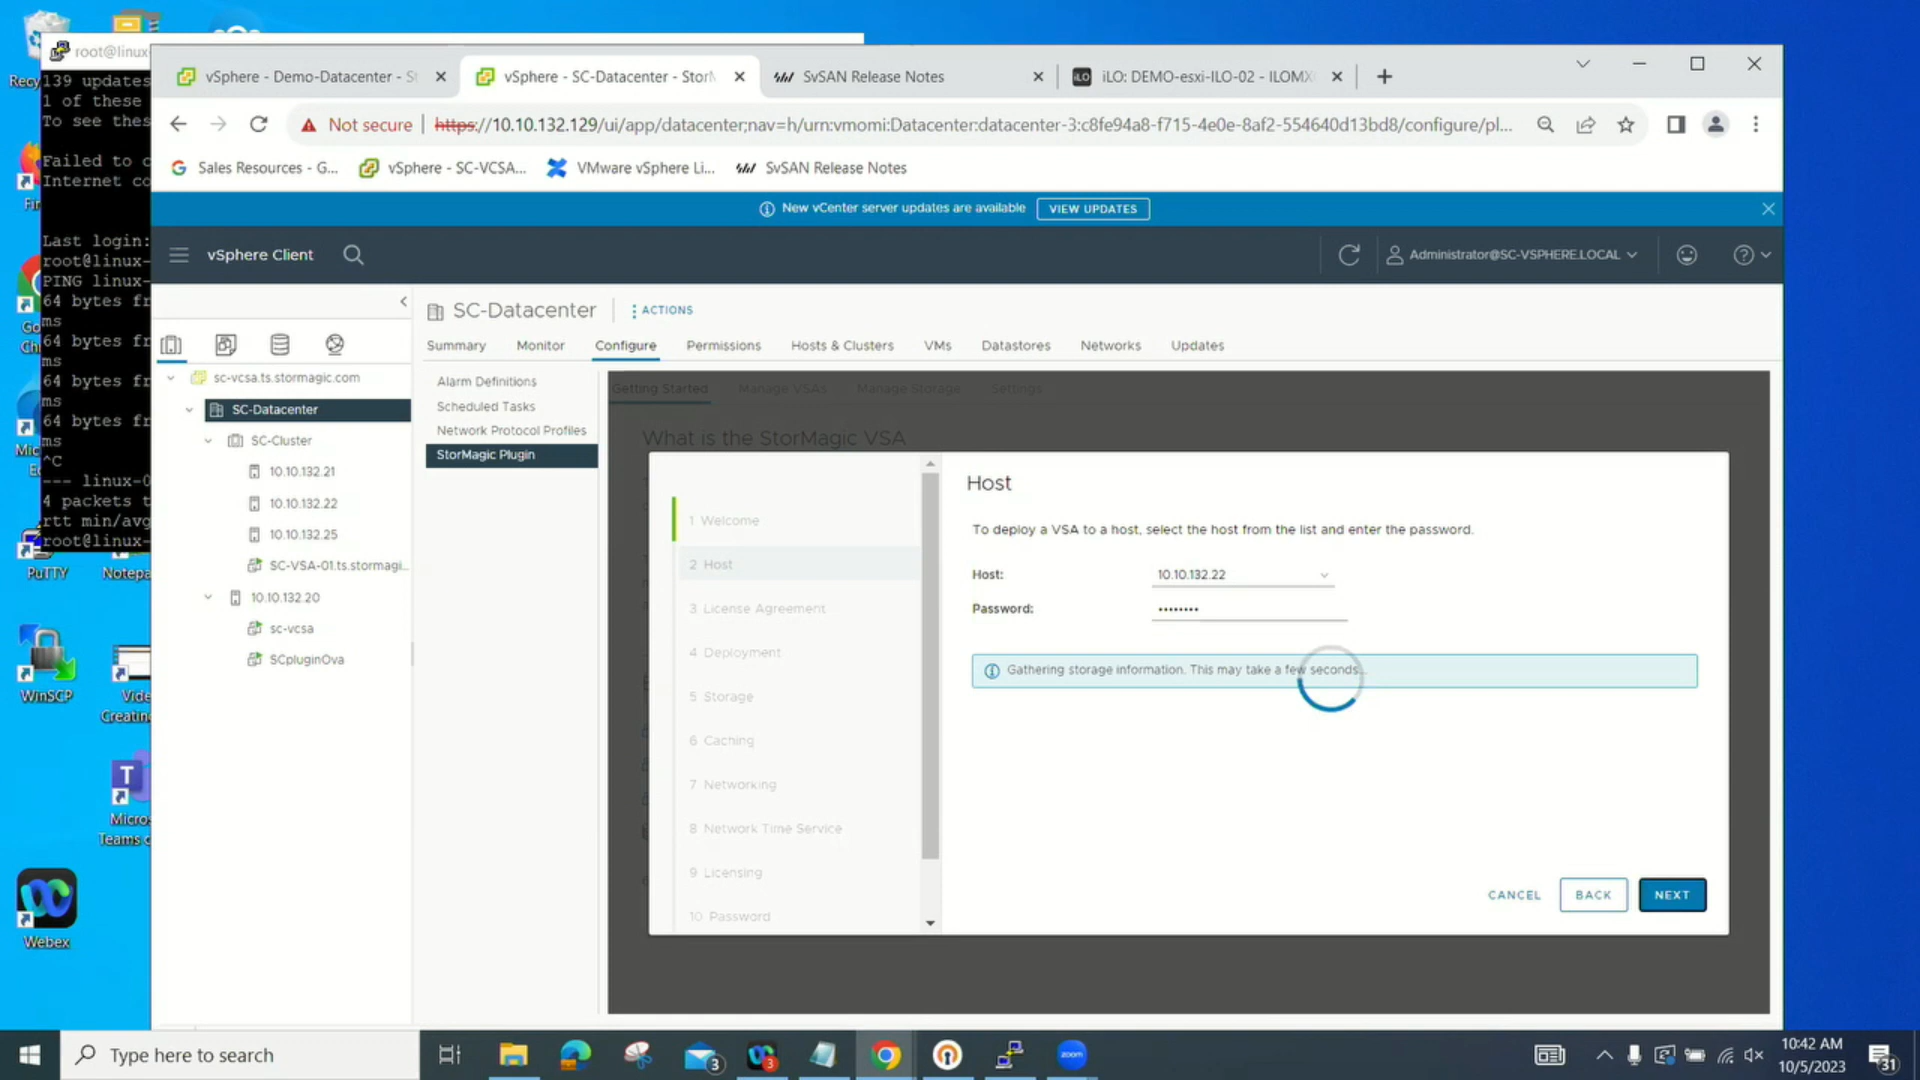 root@linux
139 updates
1 of these
To see thes
Failed to c
Internet co
Last login:
root@linux-
PING linux-
64 bytes fr
ms
64 bytes fr
ms
64 bytes fr
ms
64 bytes fr
ms
^C
--- linux-0
4 packets t
rtt min/avg
root@linux-
vSphere - Demo-Datacenter - St
vSphere - SC-Datacenter - StorM
SvSAN Release Notes
iLO: DEMO-esxi-ILO-02 - ILOMX
Not secure
https://10.10.132.129/ui/app/datacenter;nav=h/urn:vmomi:Datacenter:datacenter-3:c8fe94a8-f715-4e0e-8af2-554640d13bd8/configure/pl...
Sales Resources - G...
vSphere - SC-VCSA...
VMware vSphere Li...
SvSAN Release Notes
New vCenter server updates are available
VIEW UPDATES
vSphere Client
Administrator@SC-VSPHERE.LOCAL
SC-Datacenter
ACTIONS
Summary
Monitor
Configure
Permissions
Hosts & Clusters
VMs
Datastores
Networks
Updates
sc-vcsa.ts.stormagic.com
SC-Datacenter
SC-Cluster
10.10.132.21
10.10.132.22
10.10.132.25
SC-VSA-01.ts.stormagi...
10.10.132.20
sc-vcsa
SCpluginOva
Alarm Definitions
Scheduled Tasks
Network Protocol Profiles
StorMagic Plugin
Getting Started
Manage VSAs
Manage Storage
Settings
What is the StorMagic VSA
1 Welcome
2 Host
3 License Agreement
4 Deployment
5 Storage
6 Caching
7 Networking
8 Network Time Service
9 Licensing
10 Password
Host
To deploy a VSA to a host, select the host from the list and enter the password.
Host:
10.10.132.22
Password:
••••••••
Gathering storage information. This may take a few seconds...
CANCEL
BACK
NEXT
PuTTY
Notepa
WinSCP
Vide
Creatin
Micros
Teams c
Webex
Type here to search
3
3
iLO
zoom
10:42 AM
10/5/2023
31